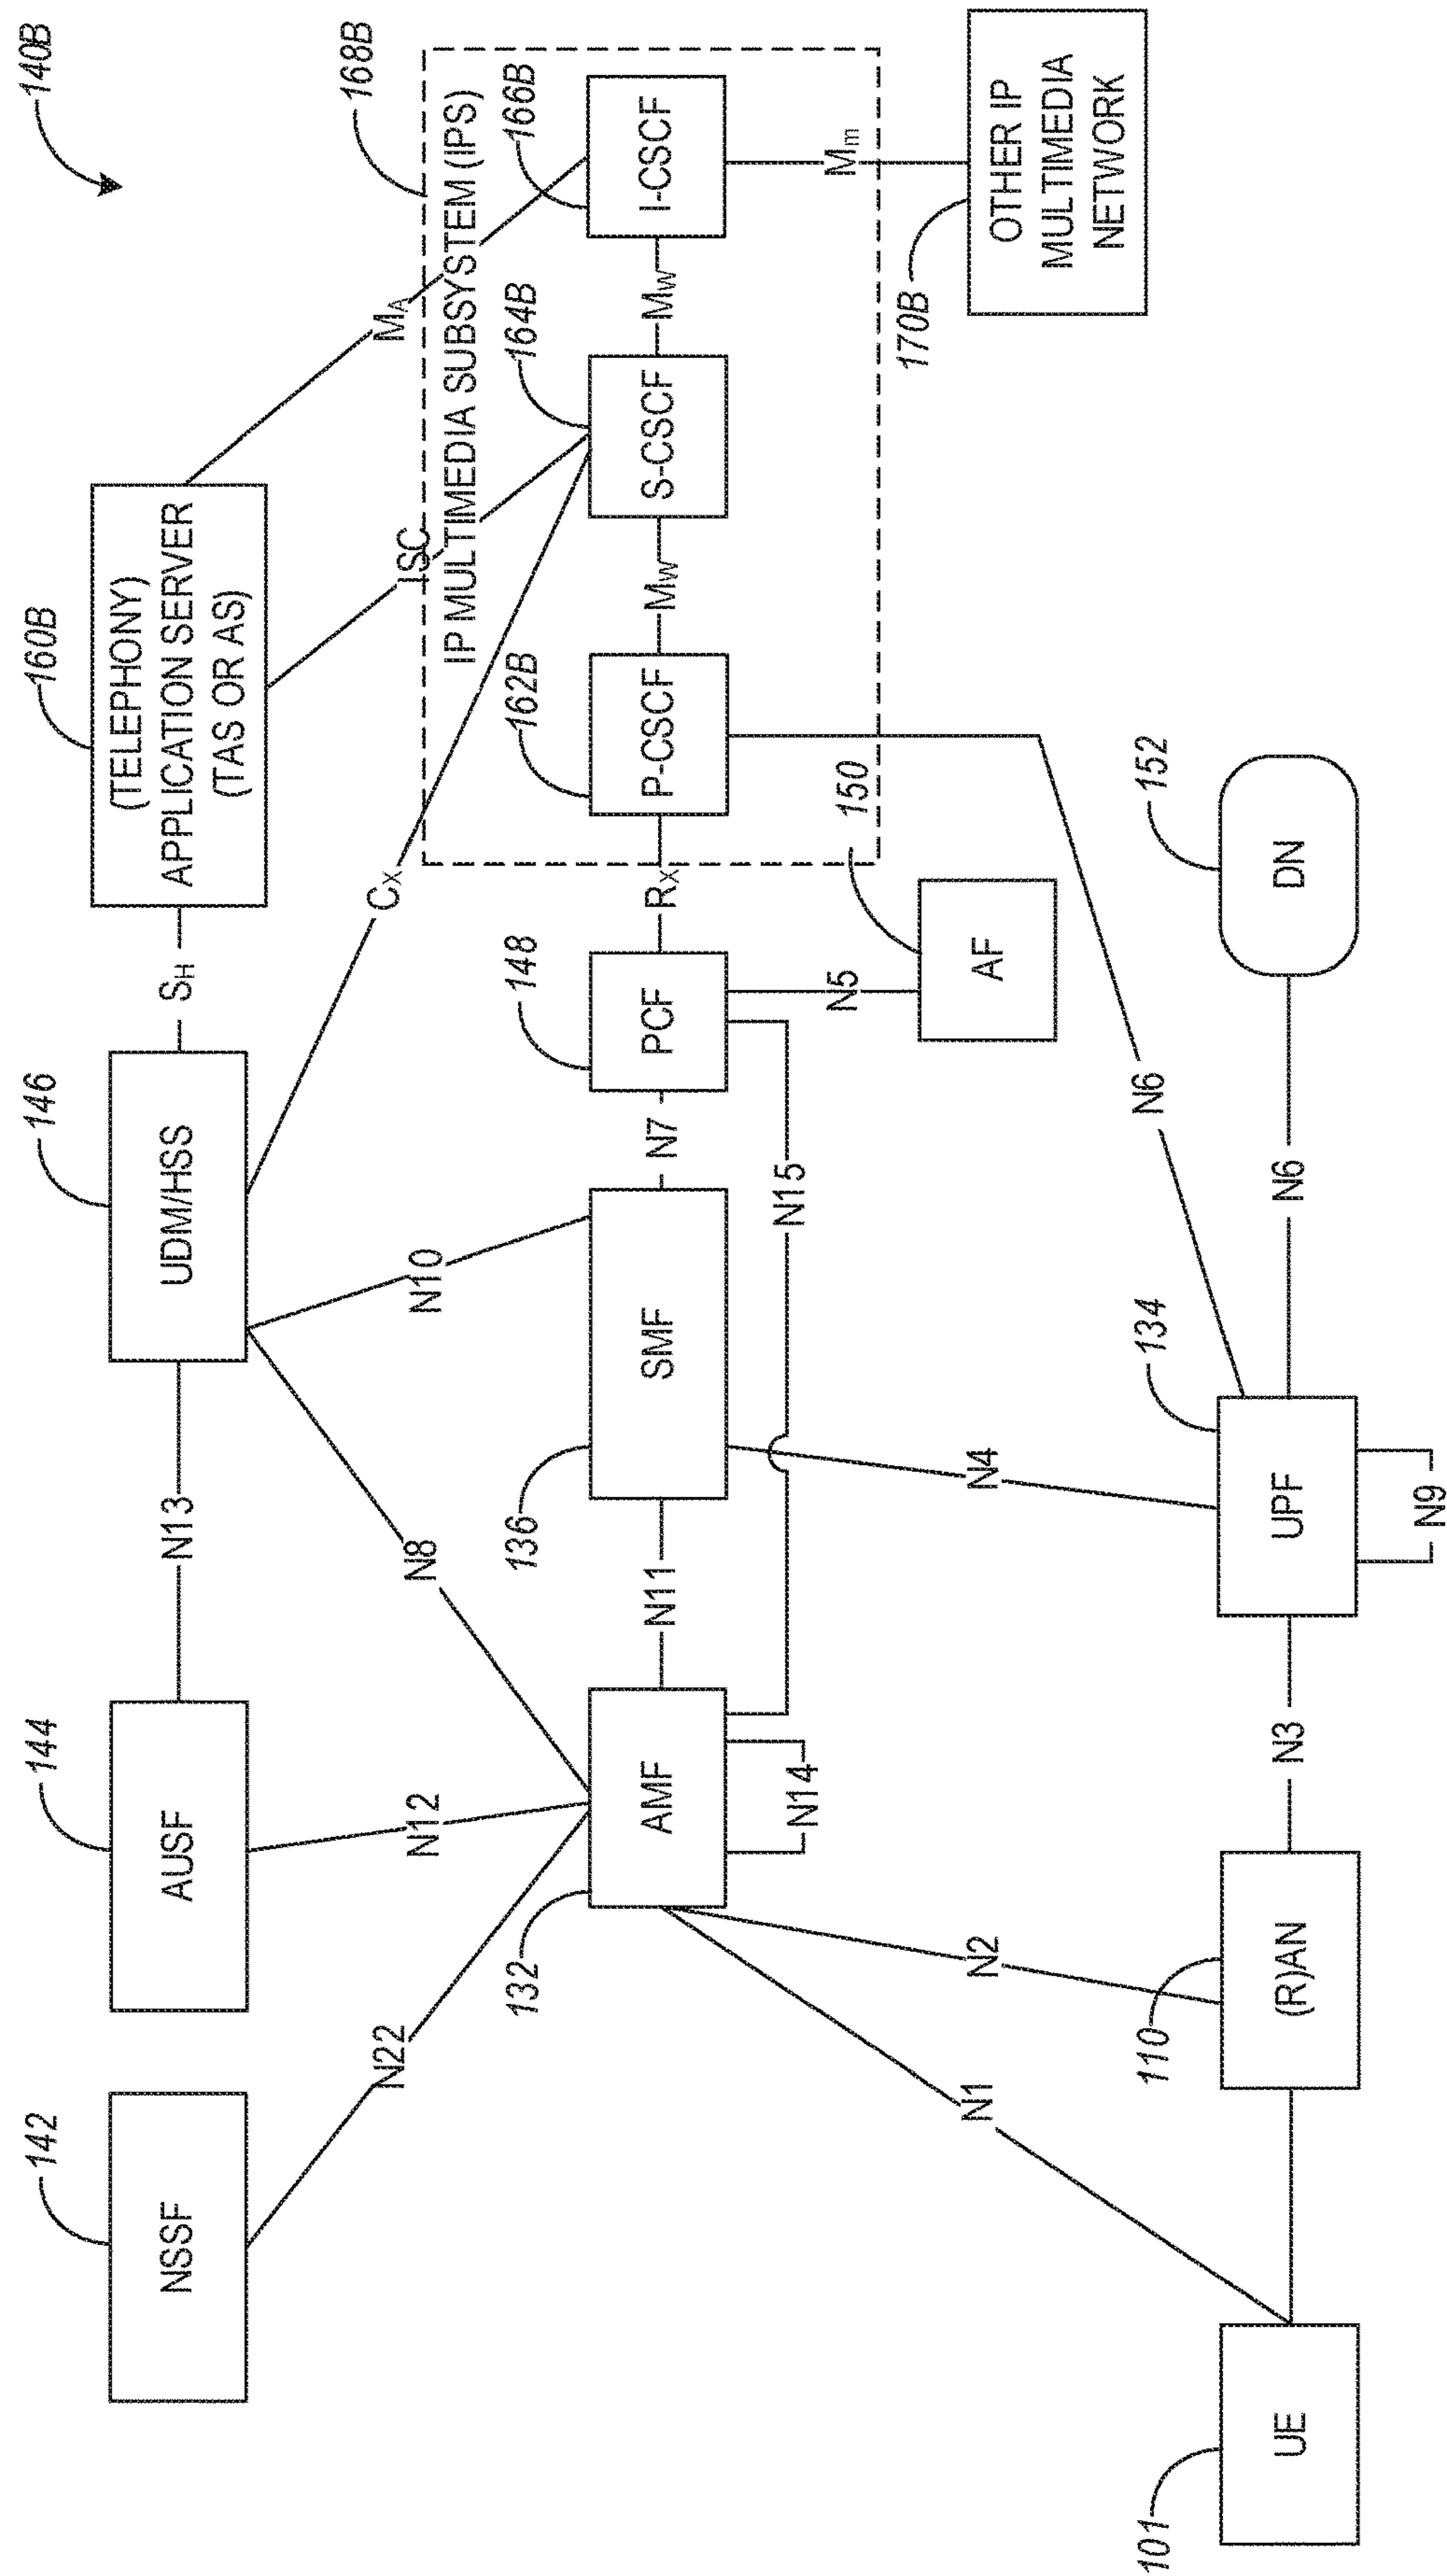 140B
160B
(TELEPHONY)
APPLICATION SERVER
(TAS OR AS)
146
UDM/HSS
144
AUSF
142
NSSF
N13
SH
MA
168B
ISC
CX
N22
N12
N8
N10
IP MULTIMEDIA SUBSYSTEM (IPS)
132
AMF
N11
136
SMF
N7
148
PCF
RX
162B
P-CSCF
MW
164B
S-CSCF
MW
166B
I-CSCF
N14
N15
N5
150
AF
Mm
170B
OTHER IP
MULTIMEDIA
NETWORK
N1
N2
N4
N6
101
UE
110
(R)AN
N3
134
UPF
N9
N6
152
DN